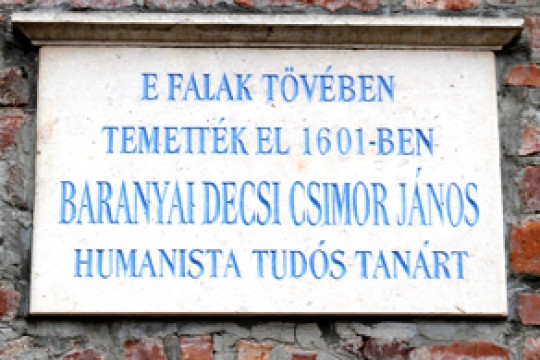 E FALAK TÖVÉBEN
TEMETTÉK EL 1601-BEN
BARANYAI DECSI CSIMOR JÁNOS
HUMANISTA TUDÓS TANÁRT